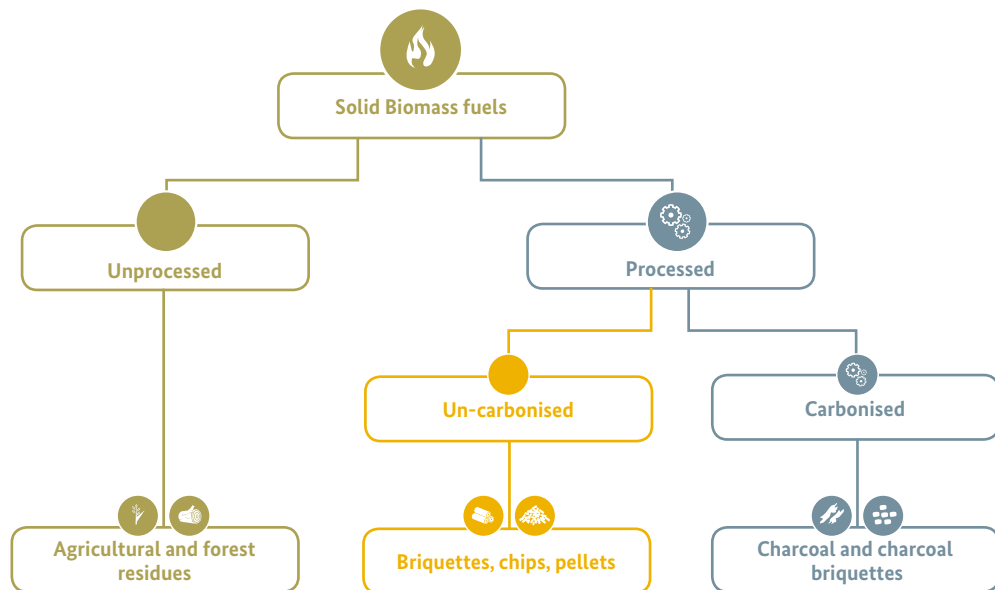 Solid Biomass fuels
Unprocessed
Processed
Un-carbonised
Carbonised
Agricultural and forest
residues
Briquettes, chips, pellets
Charcoal and charcoal
briquettes